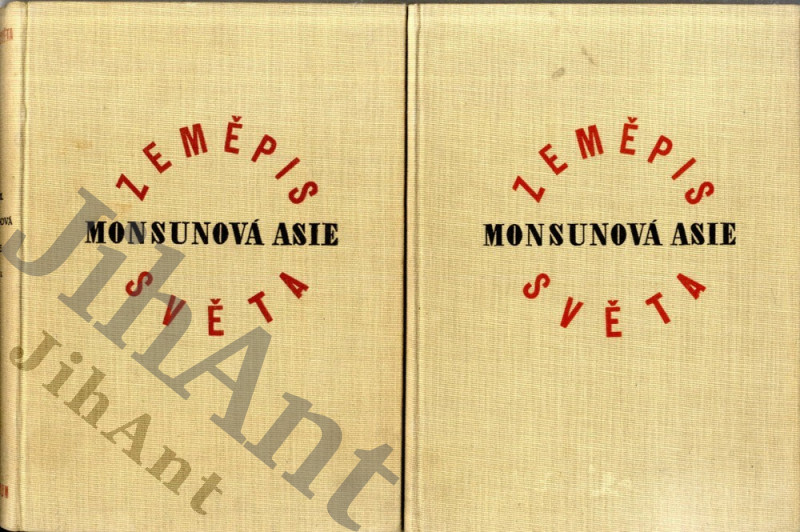 ZEMĚPIS
MONSUNOVÁ ASIE
SVĚTA
ZEMĚPIS
MONSUNOVÁ ASIE
SVĚTA
JihAnt
JihAnt